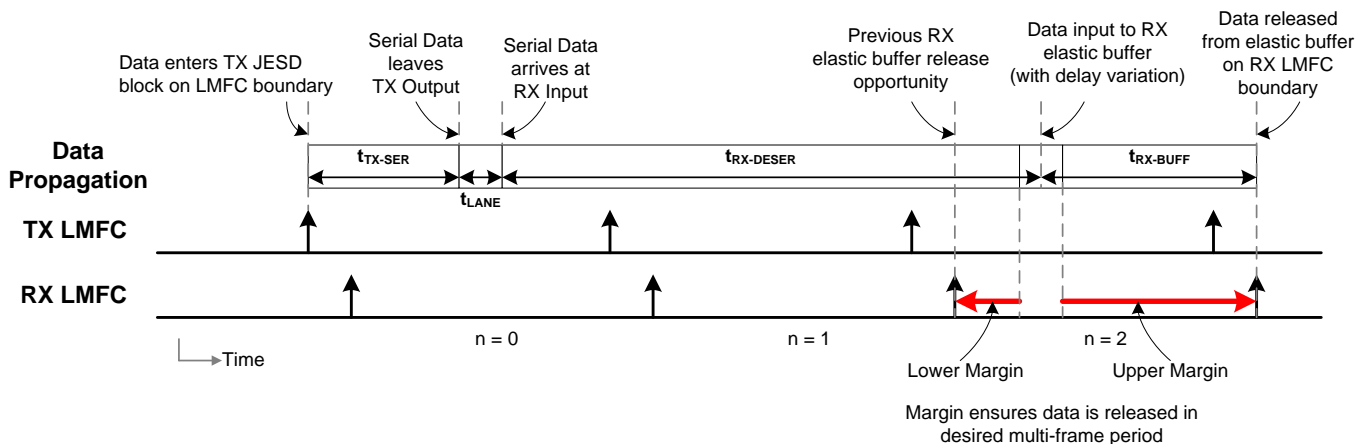 Data enters TX JESD
block on LMFC boundary
Serial Data
leaves
TX Output
Serial Data
arrives at
RX Input
Previous RX
elastic buffer release
opportunity
Data input to RX
elastic buffer
(with delay variation)
Data released
from elastic buffer
on RX LMFC
boundary
Data
Propagation
tTX-SER
tLANE
tRX-DESER
tRX-BUFF
TX LMFC
RX LMFC
n = 0
n = 1
n = 2
Time
Lower Margin
Upper Margin
Margin ensures data is released in
desired multi-frame period